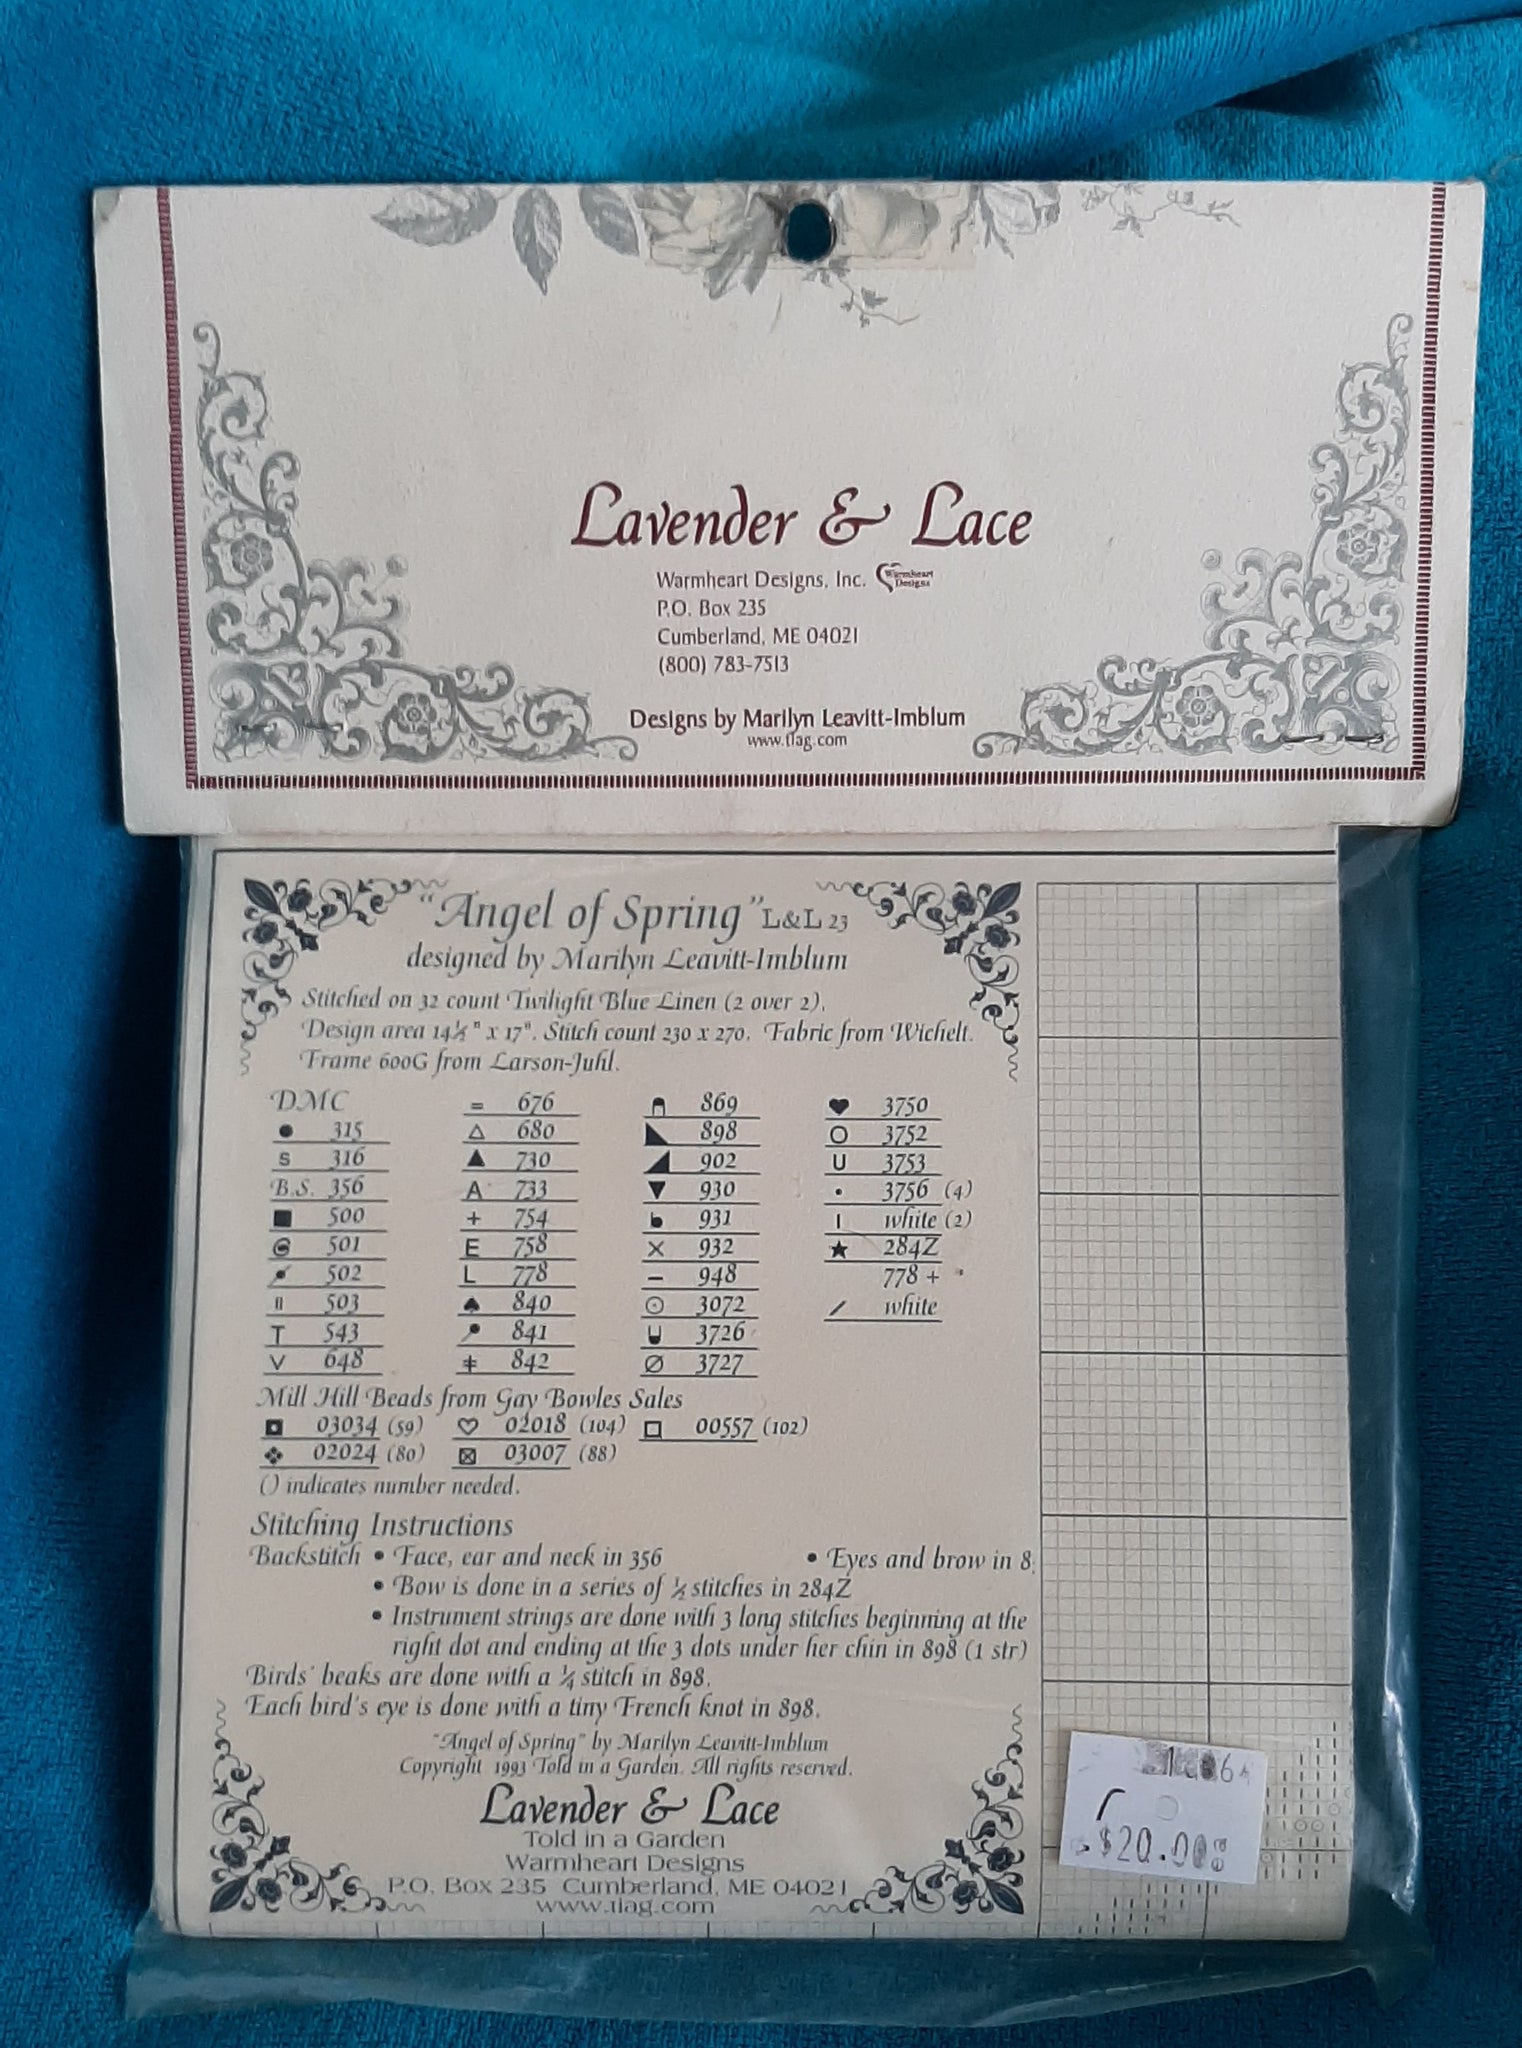 Lavender & Lace
Warmheart Designs, Inc. Warmheart Designs
P.O. Box 235
Cumberland, ME 04021
(800) 783-7513
Designs by Marilyn Leavitt-Imblum
www.tlag.com
"Angel of Spring" L&L 23
designed by Marilyn Leavitt-Imblum
Stitched on 32 count Twilight Blue Linen (2 over 2).
Design area 14½" x 17". Stitch count 230 x 270. Fabric from Wichelt.
Frame 600G from Larson-Juhl.
DMC
● 315
S 316
B.S. 356
■ 500
501
502
503
T 543
V 648
= 676
△ 680
▲ 730
A 733
+ 754
E 758
L 778
♠ 840
841
ǂ 842
869
◣ 898
◢ 902
▼ 930
931
× 932
– 948
⊙ 3072
3726
Ø 3727
♥ 3750
O 3752
U 3753
• 3756 (4)
I white (2)
★ 284Z
778 +
/ white
Mill Hill Beads from Gay Bowles Sales
03034 (59) ♡ 02018 (104) □ 00557 (102)
❖ 02024 (80) ⊠ 03007 (88)
() indicates number needed.
Stitching Instructions
Backstitch • Face, ear and neck in 356 • Eyes and brow in 8
• Bow is done in a series of ½ stitches in 284Z
• Instrument strings are done with 3 long stitches beginning at the
right dot and ending at the 3 dots under her chin in 898 (1 str)
Birds' beaks are done with a ¼ stitch in 898.
Each bird's eye is done with a tiny French knot in 898.
"Angel of Spring" by Marilyn Leavitt-Imblum
Copyright 1993 Told in a Garden. All rights reserved.
Lavender & Lace
Told in a Garden
Warmheart Designs
P.O. Box 235 Cumberland, ME 04021
www.tlag.com
$20.00 ea